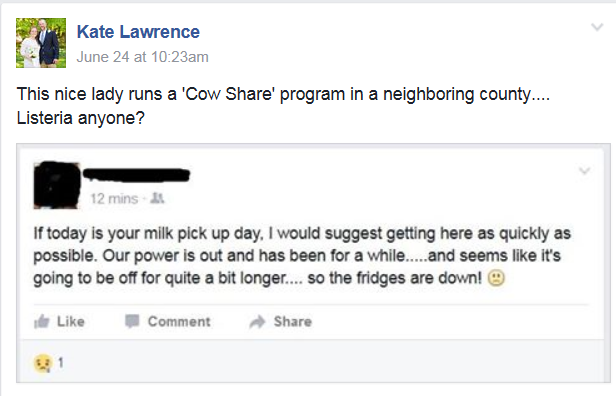 Kate Lawrence
June 24 at 10:23am
This nice lady runs a 'Cow Share' program in a neighboring county....
Listeria anyone?
12 mins ·
If today is your milk pick up day, I would suggest getting here as quickly as
possible. Our power is out and has been for a while.....and seems like it's
going to be off for quite a bit longer.... so the fridges are down!
Like Comment Share
1